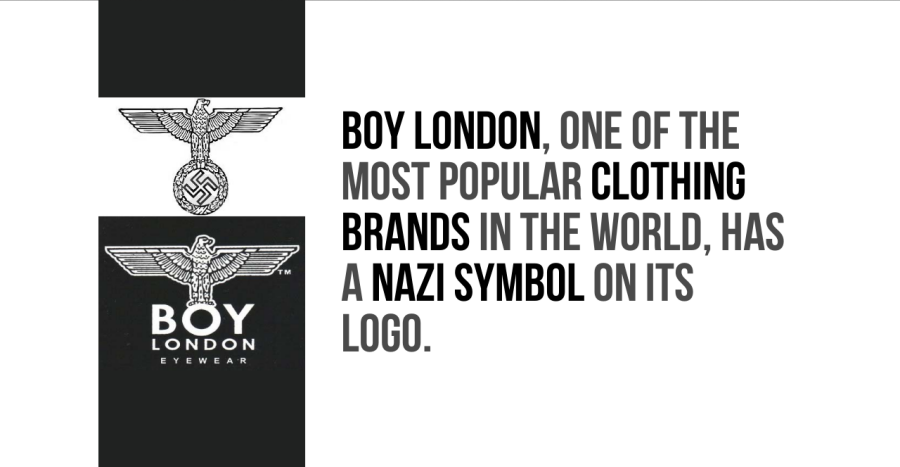 TM
BOY
LONDON
EYEWEAR
BOY LONDON, ONE OF THE
MOST POPULAR CLOTHING
BRANDS IN THE WORLD, HAS
A NAZI SYMBOL ON ITS
LOGO.